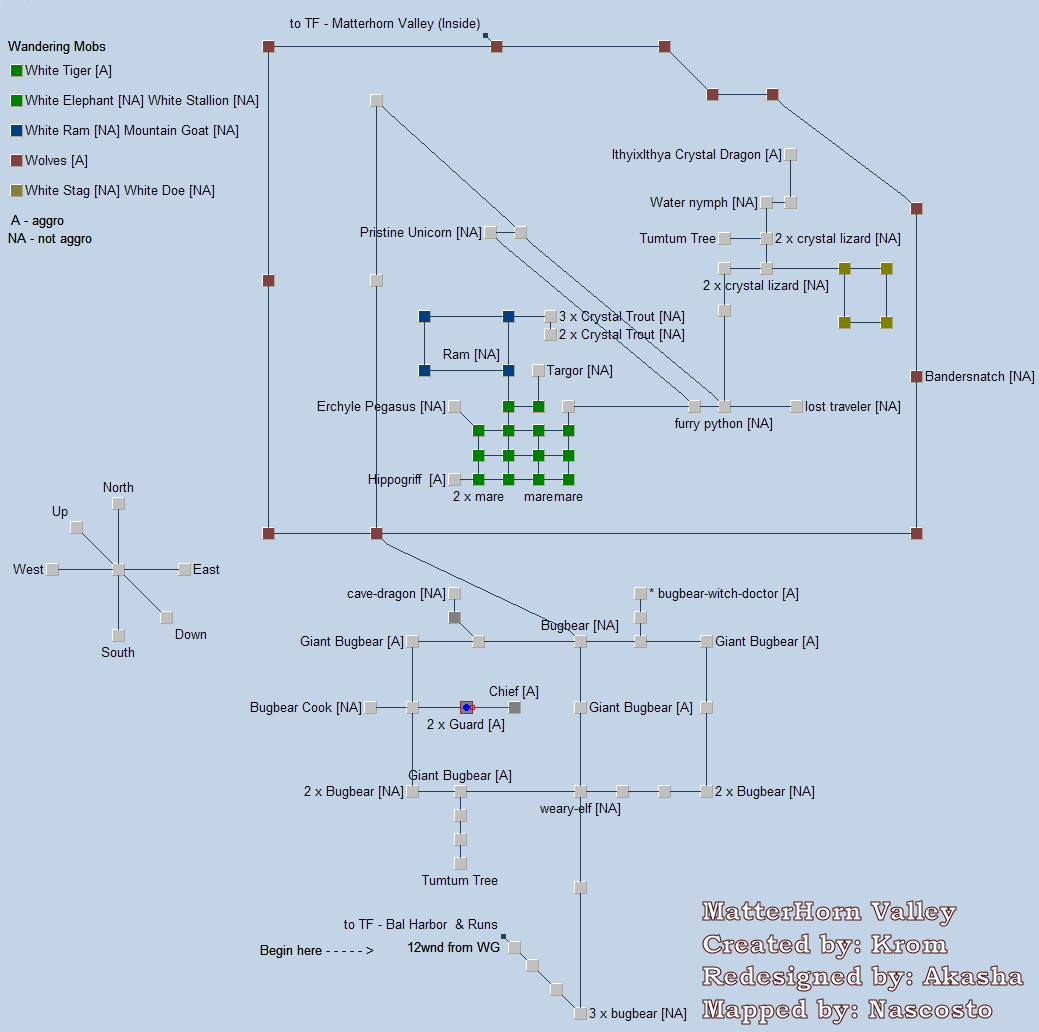 to TF - Matterhorn Valley (Inside)
Wandering Mobs
White Tiger [A]
White Elephant [NA] White Stallion [NA]
White Ram [NA] Mountain Goat [NA]
Wolves [A]
White Stag [NA] White Doe [NA]
A - aggro
NA - not aggro
IthyixIthya Crystal Dragon [A]
Water nymph [NA]
Pristine Unicorn [NA]
Tumtum Tree
2 x crystal lizard [NA]
2 x crystal lizard [NA]
3 x Crystal Trout [NA]
2 x Crystal Trout [NA]
Ram [NA]
Targor [NA]
Bandersnatch [NA]
Erchyle Pegasus [NA]
lost traveler [NA]
furry python [NA]
Hippogriff [A]
2 x mare
mare
mare
North
Up
West
East
Down
South
cave-dragon [NA]
* bugbear-witch-doctor [A]
Bugbear [NA]
Giant Bugbear [A]
Giant Bugbear [A]
Chief [A]
Bugbear Cook [NA]
Giant Bugbear [A]
2 x Guard [A]
Giant Bugbear [A]
2 x Bugbear [NA]
2 x Bugbear [NA]
weary-elf [NA]
Tumtum Tree
to TF - Bal Harbor & Runs
Begin here - - - - - >
12wnd from WG
3 x bugbear [NA]
MatterHorn Valley
Created by: Krom
Redesigned by: Akasha
Mapped by: Nascosto